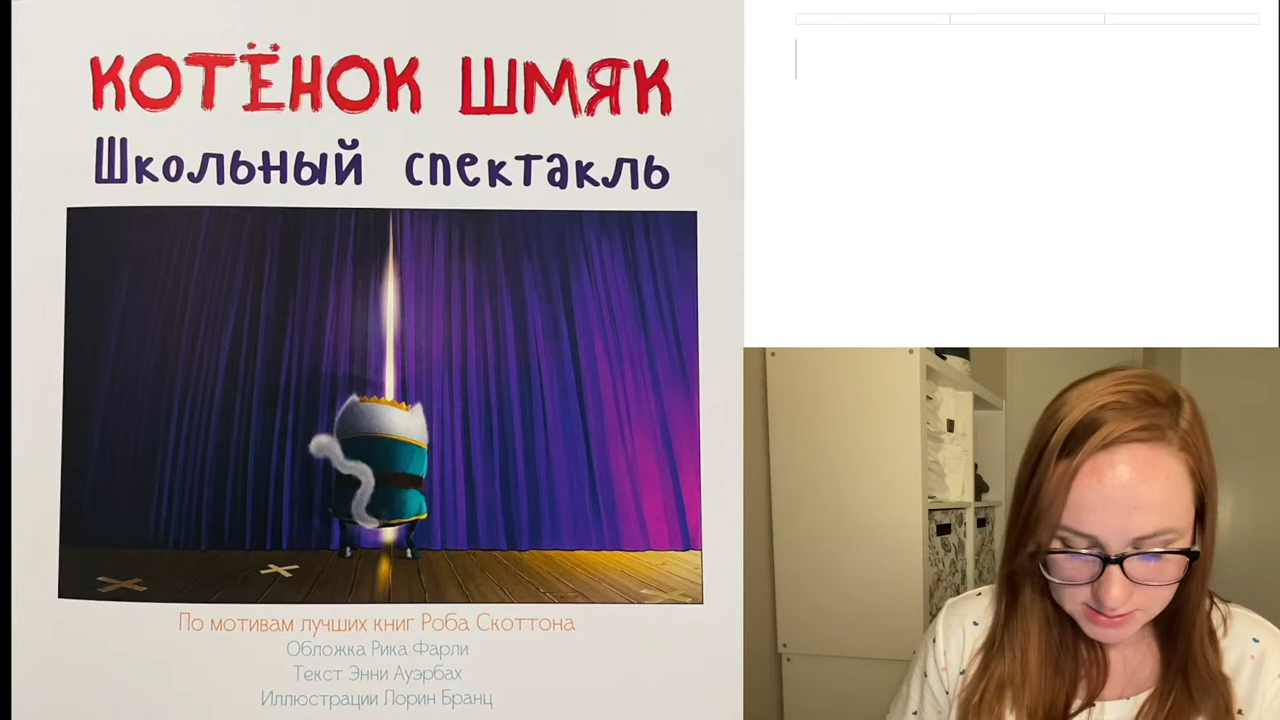 КОТЁНОК ШМЯК
Школьный спектакль
По мотивам лучших книг Роба Скоттона
Обложка Рика Фарли
Текст Энни Ауэрбах
Иллюстрации Лорин Бранц